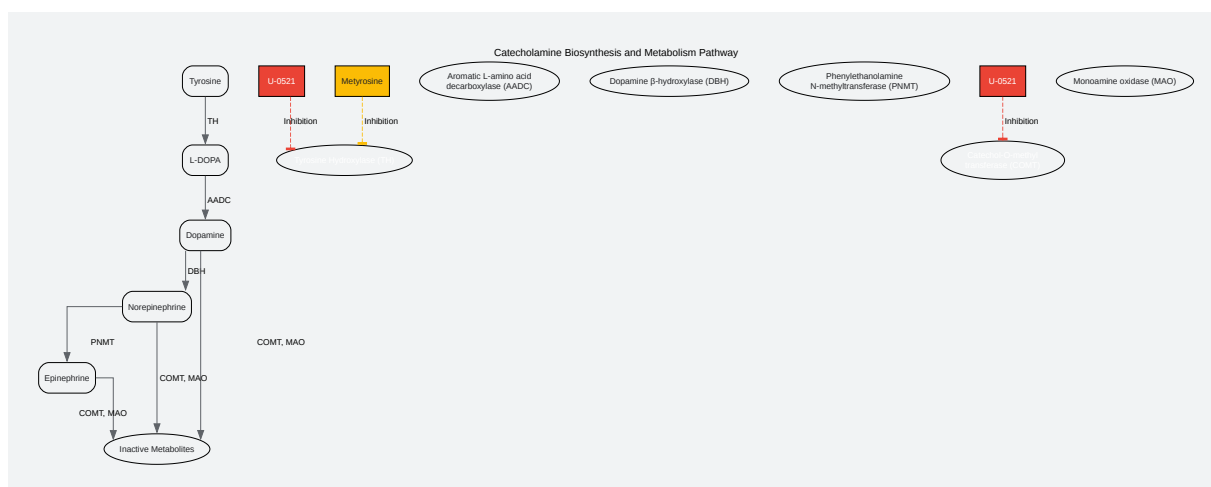 Catecholamine Biosynthesis and Metabolism Pathway
Tyrosine
U-0521
Metyrosine
Aromatic L-amino acid
decarboxylase (AADC)
Dopamine β-hydroxylase (DBH)
Phenylethanolamine
N-methyltransferase (PNMT)
U-0521
Monoamine oxidase (MAO)
TH
Inhibition
Inhibition
Inhibition
L-DOPA
AADC
Dopamine
DBH
Norepinephrine
PNMT
COMT, MAO
Epinephrine
COMT, MAO
COMT, MAO
Inactive Metabolites